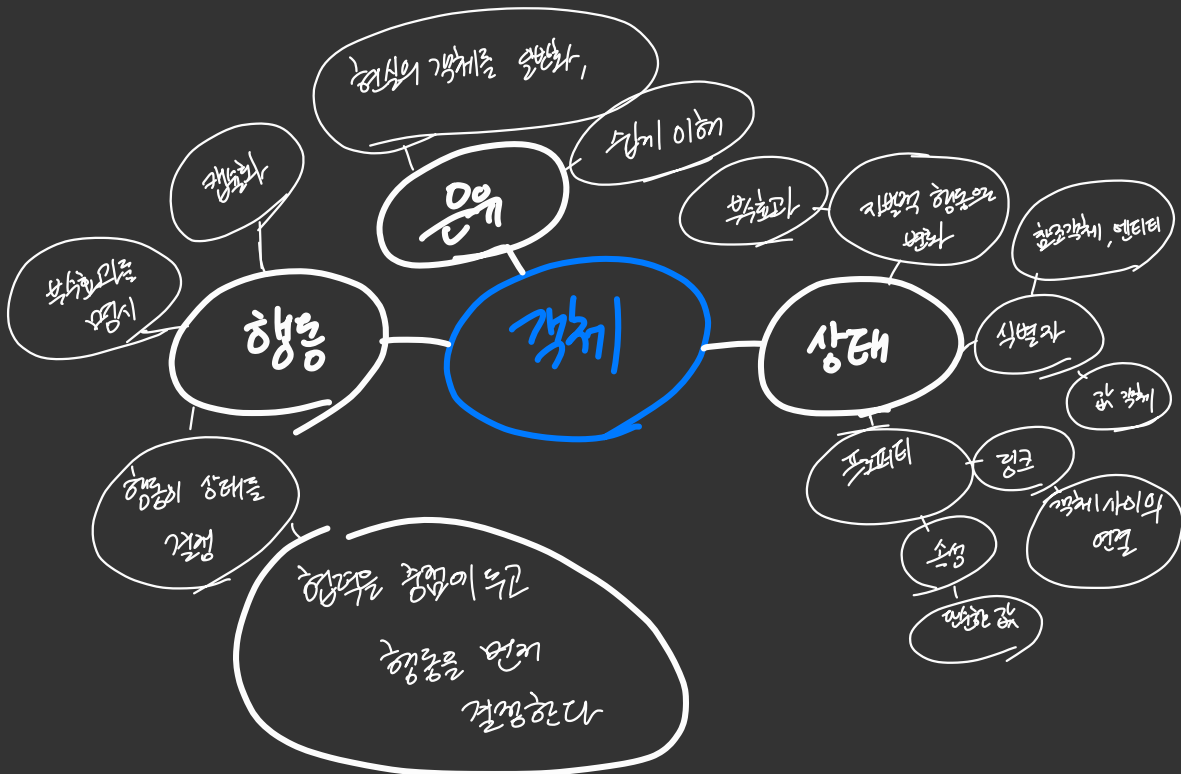 현실의 객체를 일반화,
쉽게 이해
은유
캡슐화
부수효과를
명시
행동
행동이 상태를
결정
협력을 중점에 두고
행동을 먼저
결정한다
객체
부수효과
자발적 행동으로
변화
상태
참조객체, 엔티티
식별자
값 객체
프로퍼티
링크
객체 사이의
연결
속성
단순한 값